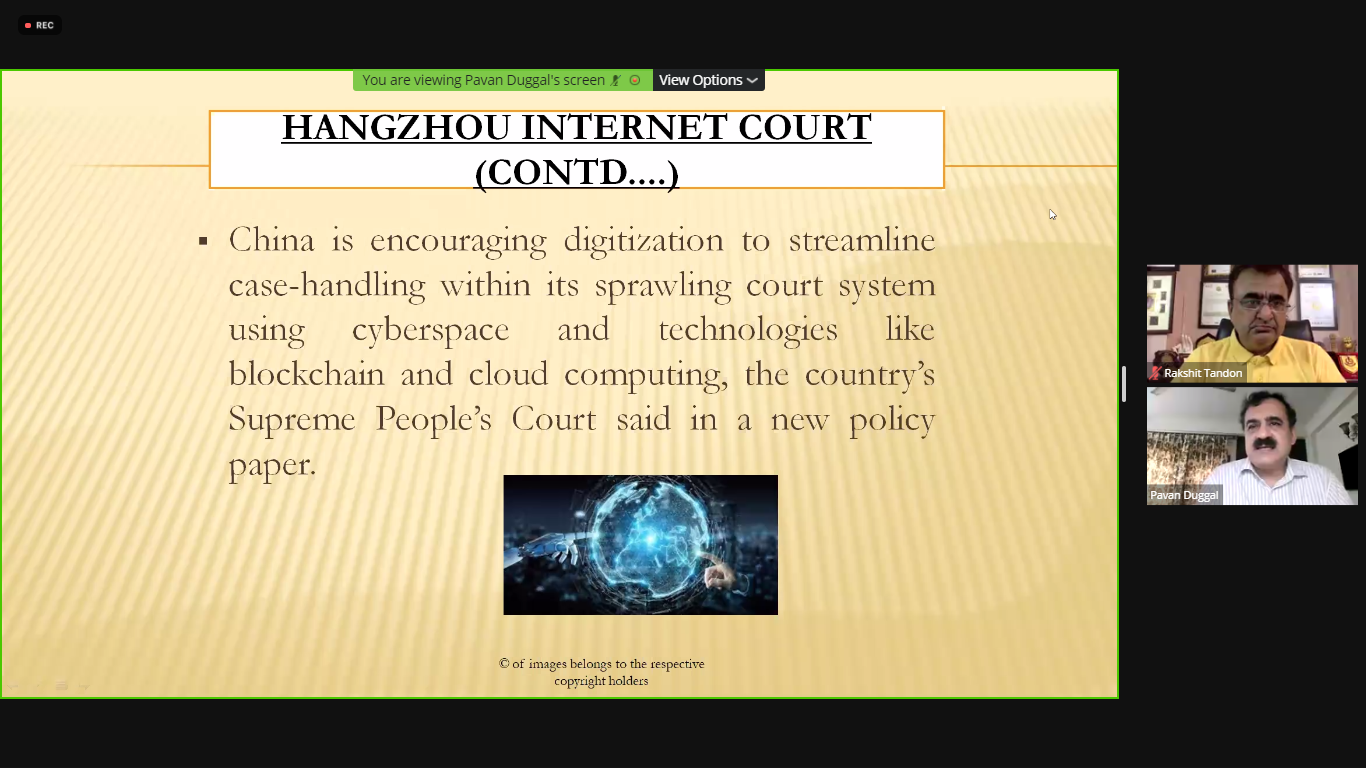 REC
You are viewing Pavan Duggal's screen
View Options
HANGZHOU INTERNET COURT
(CONTD....)
▪ China is encouraging digitization to streamline
case-handling within its sprawling court system
using cyberspace and technologies like
blockchain and cloud computing, the country’s
Supreme People’s Court said in a new policy
paper.
© of images belongs to the respective
copyright holders
Rakshit Tandon
Pavan Duggal